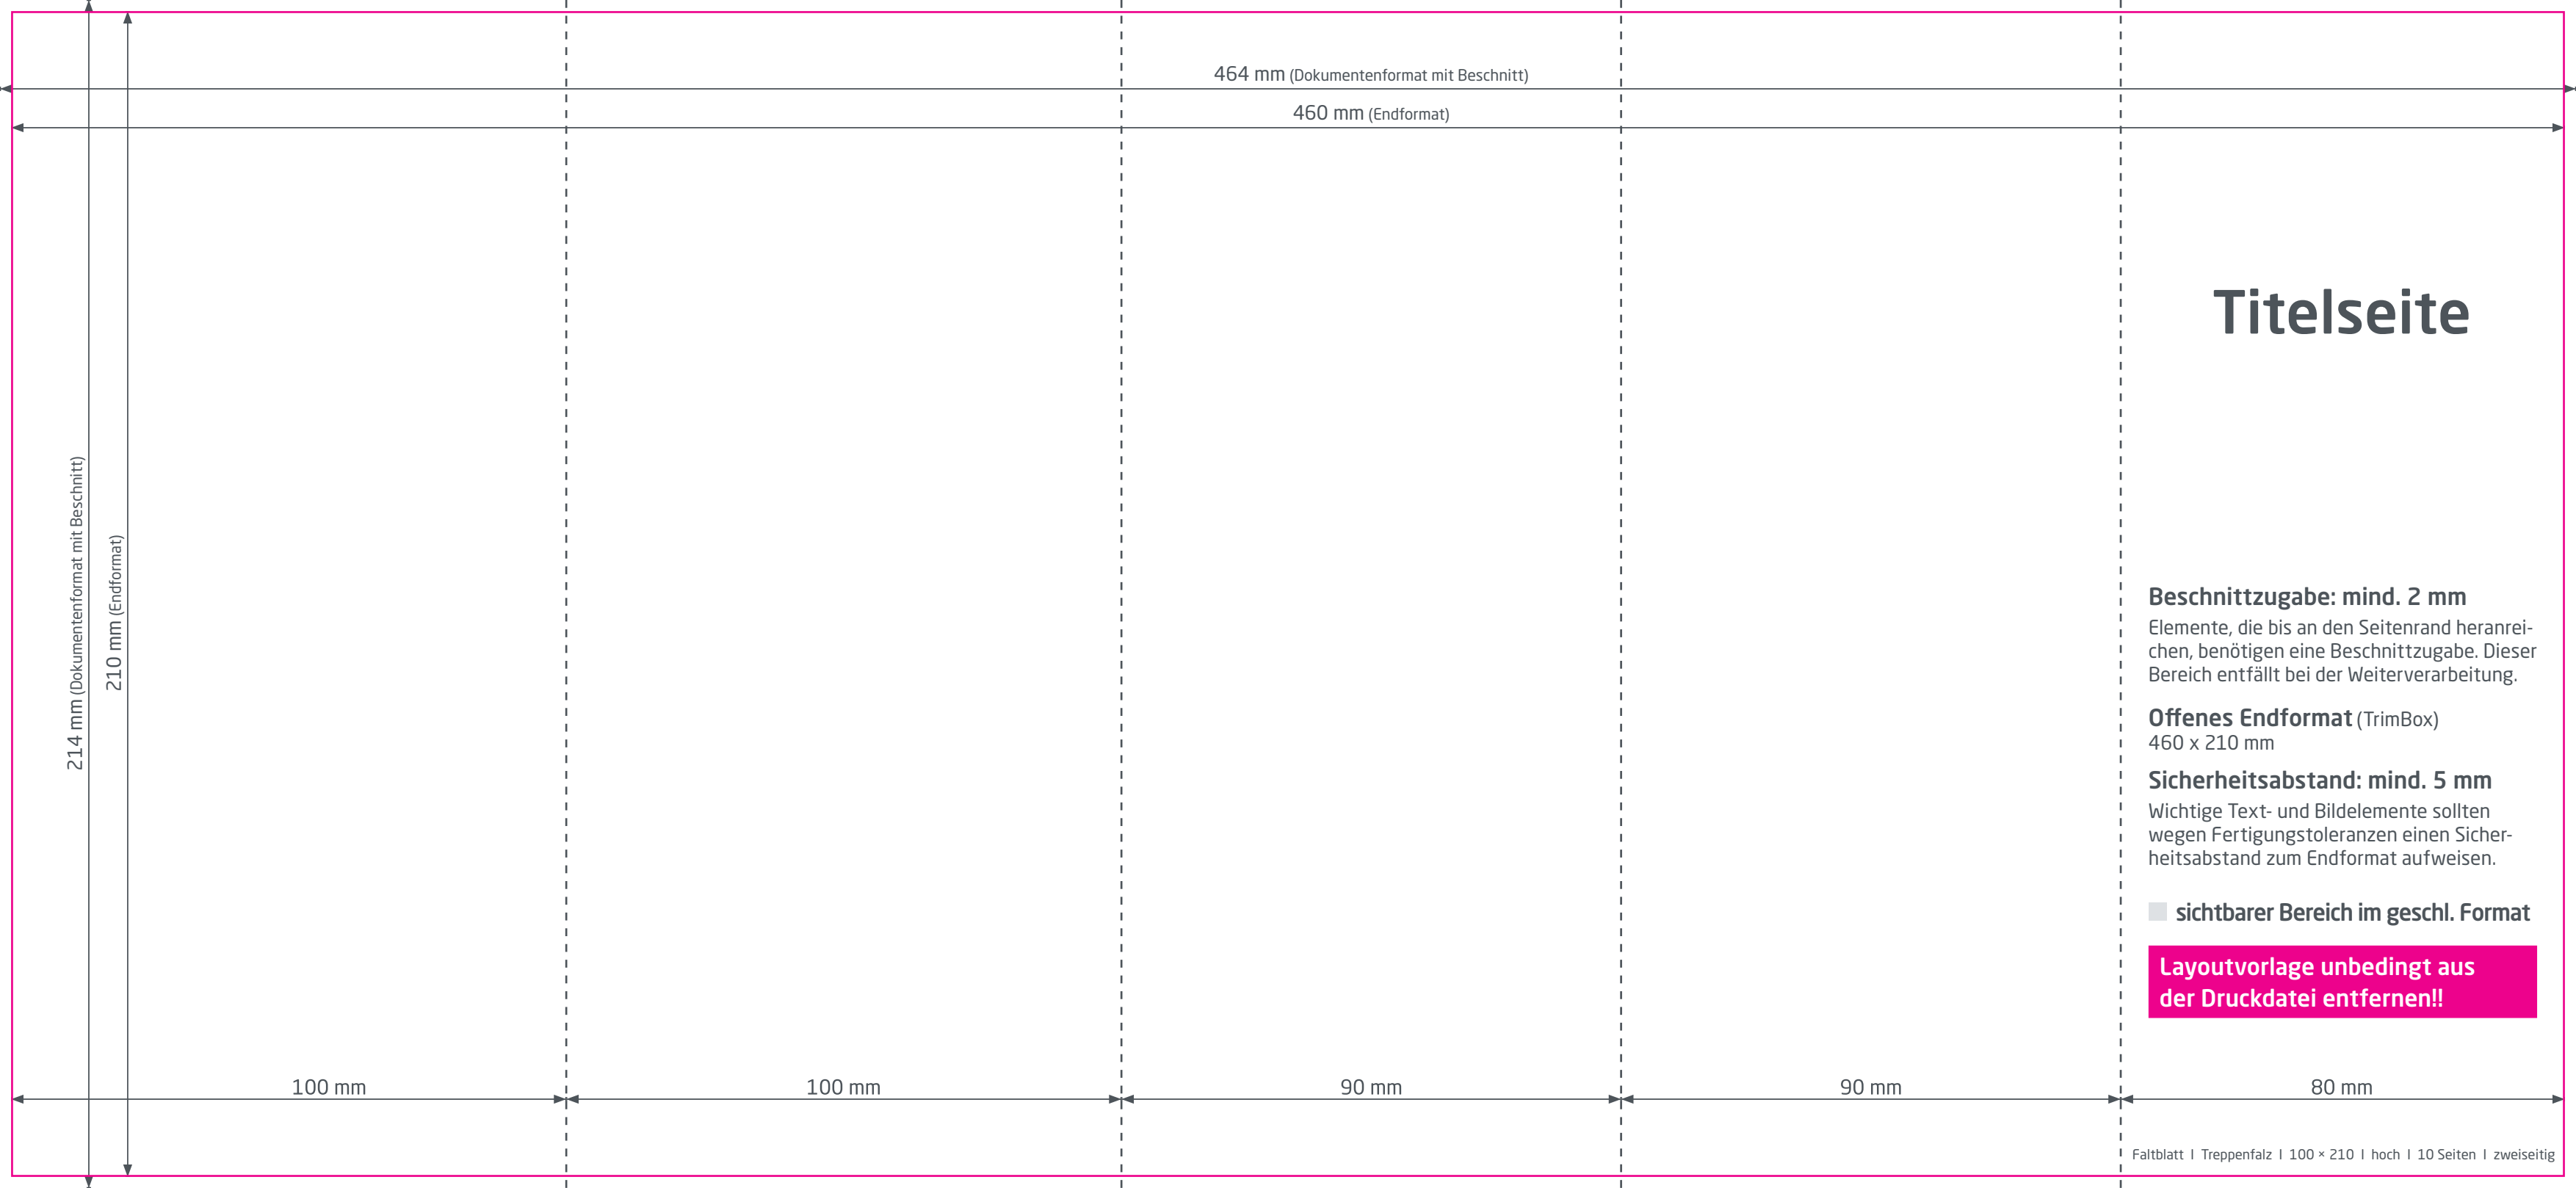 464 mm (Dokumentenformat mit Beschnitt)
460 mm (Endformat)
214 mm (Dokumentenformat mit Beschnitt)
210 mm (Endformat)
Titelseite
Beschnittzugabe: mind. 2 mm
Elemente, die bis an den Seitenrand heranrei-
chen, benötigen eine Beschnittzugabe. Dieser
Bereich entfällt bei der Weiterverarbeitung.
Offenes Endformat (TrimBox)
460 x 210 mm
Sicherheitsabstand: mind. 5 mm
Wichtige Text- und Bildelemente sollten
wegen Fertigungstoleranzen einen Sicher-
heitsabstand zum Endformat aufweisen.
sichtbarer Bereich im geschl. Format
Layoutvorlage unbedingt aus
der Druckdatei entfernen!!
100 mm
100 mm
90 mm
90 mm
80 mm
Faltblatt I Treppenfalz I 100 × 210 I hoch I 10 Seiten I zweiseitig